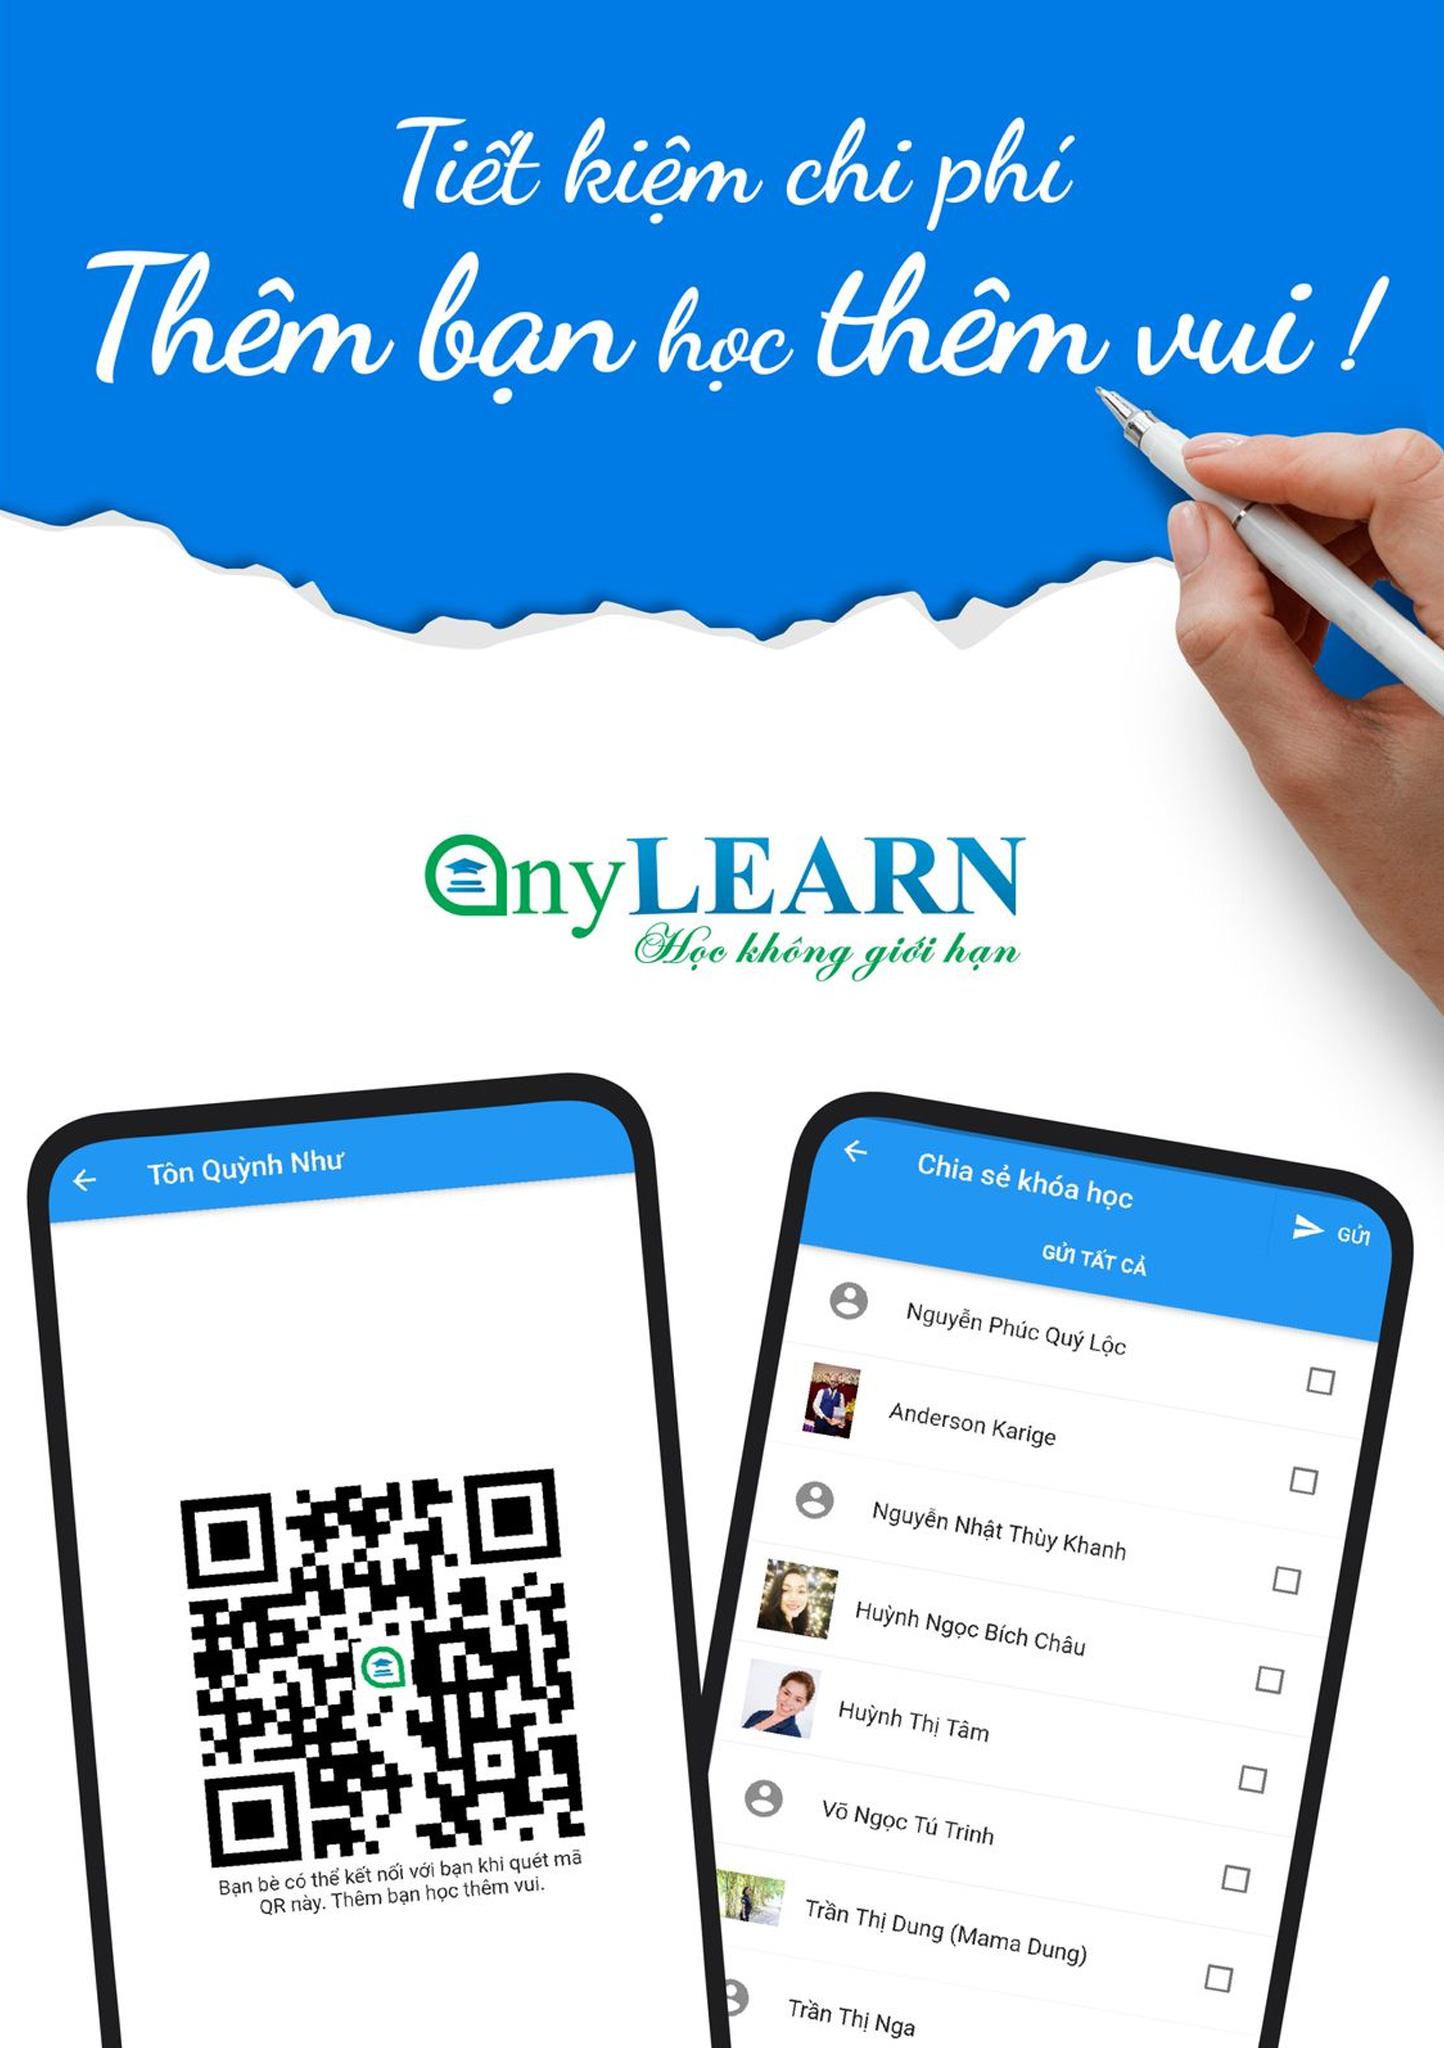 Tiết kiệm chi phí
Thêm bạn học thêm vui !
anyLEARN
Học không giới hạn
Tôn Quỳnh Như
Bạn bè có thể kết nối với bạn khi quét mã
QR này. Thêm bạn học thêm vui.
Chia sẻ khóa học
GỬI
GỬI TẤT CẢ
Nguyễn Phúc Quý Lộc
Anderson Karige
Nguyễn Nhật Thùy Khanh
Huỳnh Ngọc Bích Châu
Huỳnh Thị Tâm
Võ Ngọc Tú Trinh
Trần Thị Dung (Mama Dung)
Trần Thị Nga